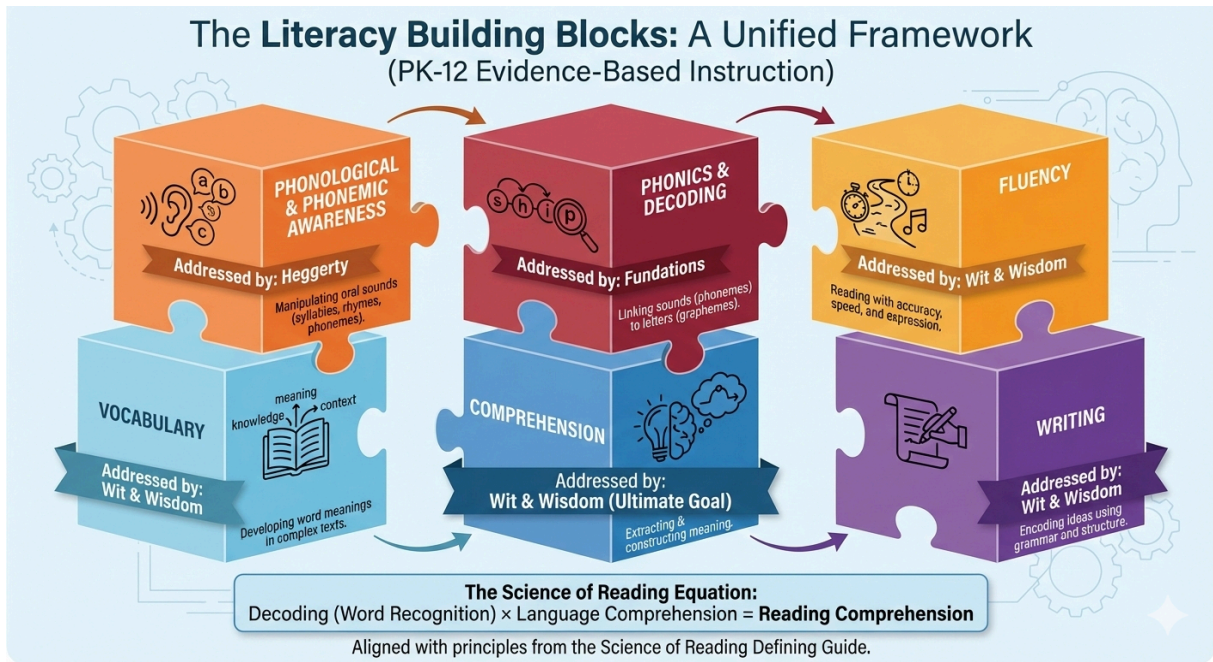 The Literacy Building Blocks: A Unified Framework
(PK-12 Evidence-Based Instruction)
a
b
c
PHONOLOGICAL
& PHONEMIC
AWARENESS
Addressed by: Heggerty
Manipulating oral sounds
(syllabies, rhymes,
phonemes).
s h i p
PHONICS &
DECODING
Addressed by: Fundations
Linking sounds (phonemes)
to letters (graphemes).
FLUENCY
Addressed by: Wit & Wisdom
Reading with accuracy,
speed, and expression.
VOCABULARY
meaning
knowledge
context
Addressed by:
Wit & Wisdom
Developing word meanings
in complex texts.
COMPREHENSION
Addressed by:
Wit & Wisdom (Ultimate Goal)
Extracting &
constructing meaning.
WRITING
Addressed by:
Wit & Wisdom
Encoding ideas using
grammar and structure.
The Science of Reading Equation:
Decoding (Word Recognition) × Language Comprehension = Reading Comprehension
Aligned with principles from the Science of Reading Defining Guide.